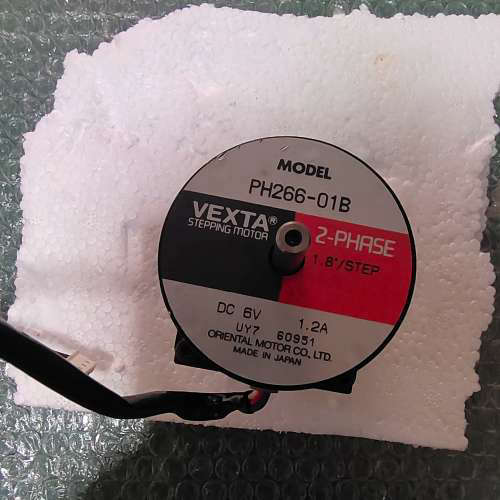 MODEL
PH266-01B
VEXTA® 2-PHASE
STEPPING MOTOR 1.8°/STEP
DC 6V 1.2A
UY7 60951
ORIENTAL MOTOR CO., LTD.
MADE IN JAPAN